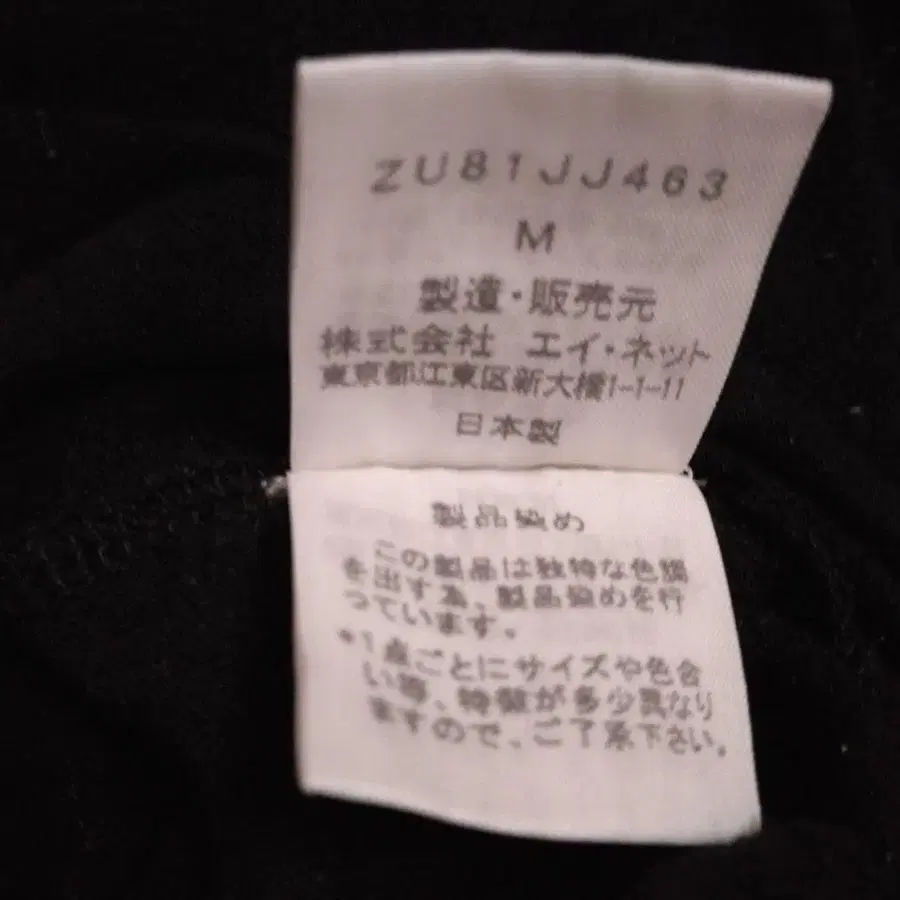 ZU81JJ463
M
製造・販売元
株式会社 エイ・ネット
東京都江東区新大橋1-1-11
日本製
製品染め
この製品は独特な色調
を出す為、製品染めを行
っています。
*1点ごとにサイズや色合
い等、特徴が多少異なり
ますので、ご了承下さい。